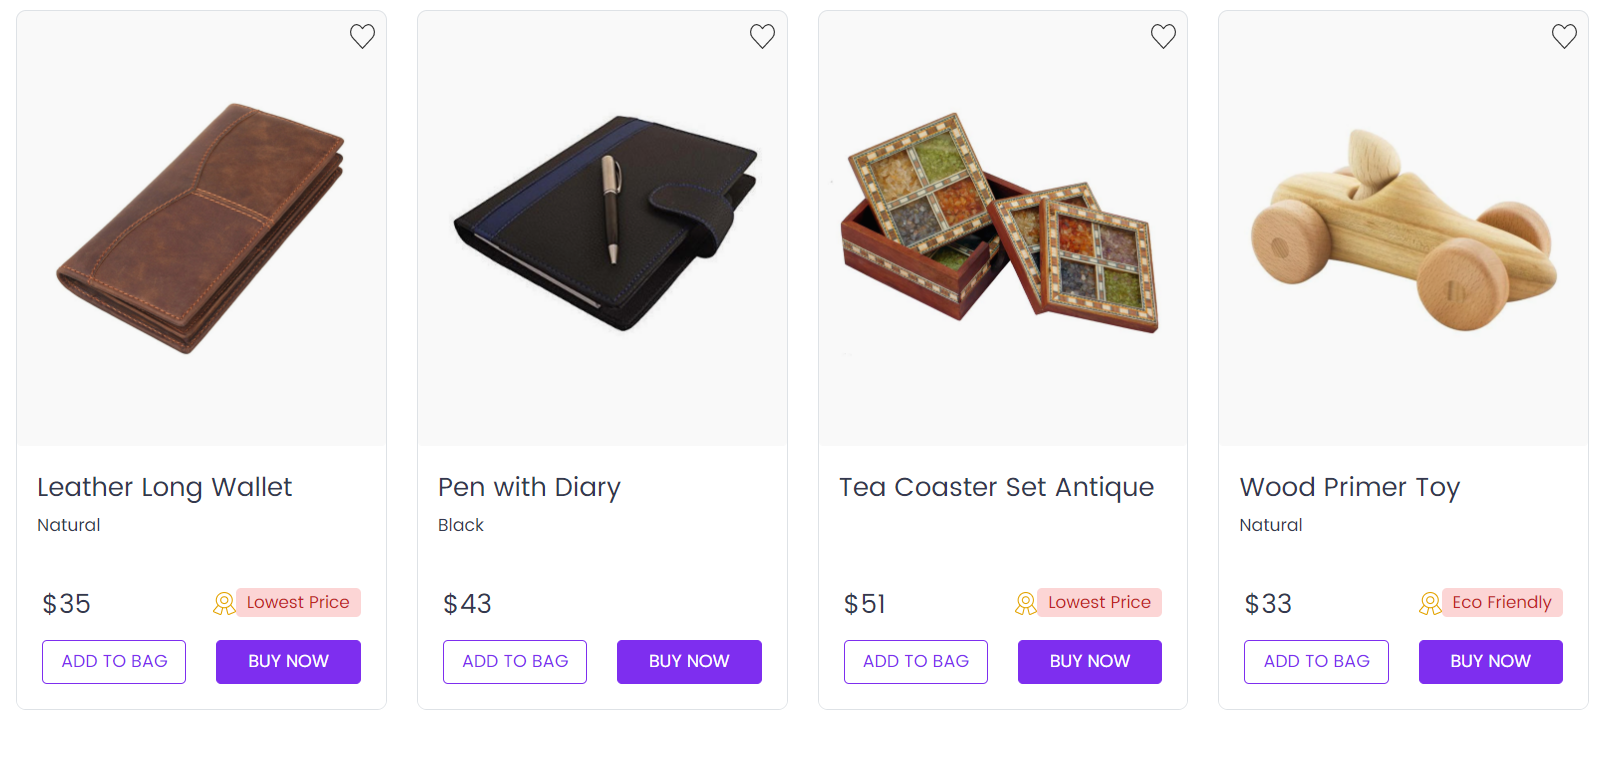 Leather Long Wallet
Natural
$35
Lowest Price
ADD TO BAG
BUY NOW
Pen with Diary
Black
$43
ADD TO BAG
BUY NOW
Tea Coaster Set Antique
$51
Lowest Price
ADD TO BAG
BUY NOW
Wood Primer Toy
Natural
$33
Eco Friendly
ADD TO BAG
BUY NOW